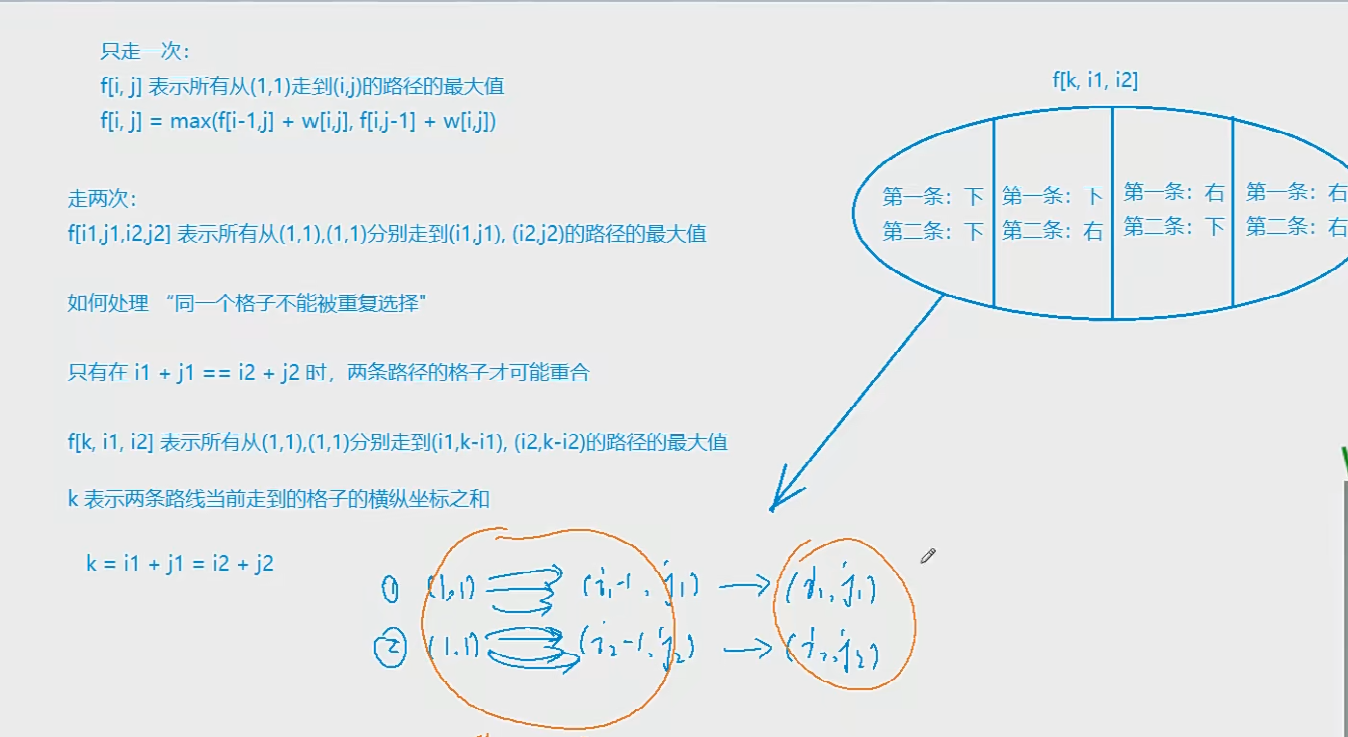 只走一次：
f[i, j] 表示所有从(1,1)走到(i,j)的路径的最大值
f[i, j] = max(f[i-1,j] + w[i,j], f[i,j-1] + w[i,j])
走两次：
f[i1,j1,i2,j2] 表示所有从(1,1),(1,1)分别走到(i1,j1), (i2,j2)的路径的最大值
如何处理 “同一个格子不能被重复选择"
只有在 i1 + j1 == i2 + j2 时，两条路径的格子才可能重合
f[k, i1, i2] 表示所有从(1,1),(1,1)分别走到(i1,k-i1), (i2,k-i2)的路径的最大值
k 表示两条路线当前走到的格子的横纵坐标之和
k = i1 + j1 = i2 + j2
f[k, i1, i2]
第一条：下 第一条：下 第一条：右 第一条：右
第二条：下 第二条：右 第二条：下 第二条：右
① (1,1) (i1-1, j1) → (i1, j1)
② (1.1) (i2-1, j2) → (i2, j2)